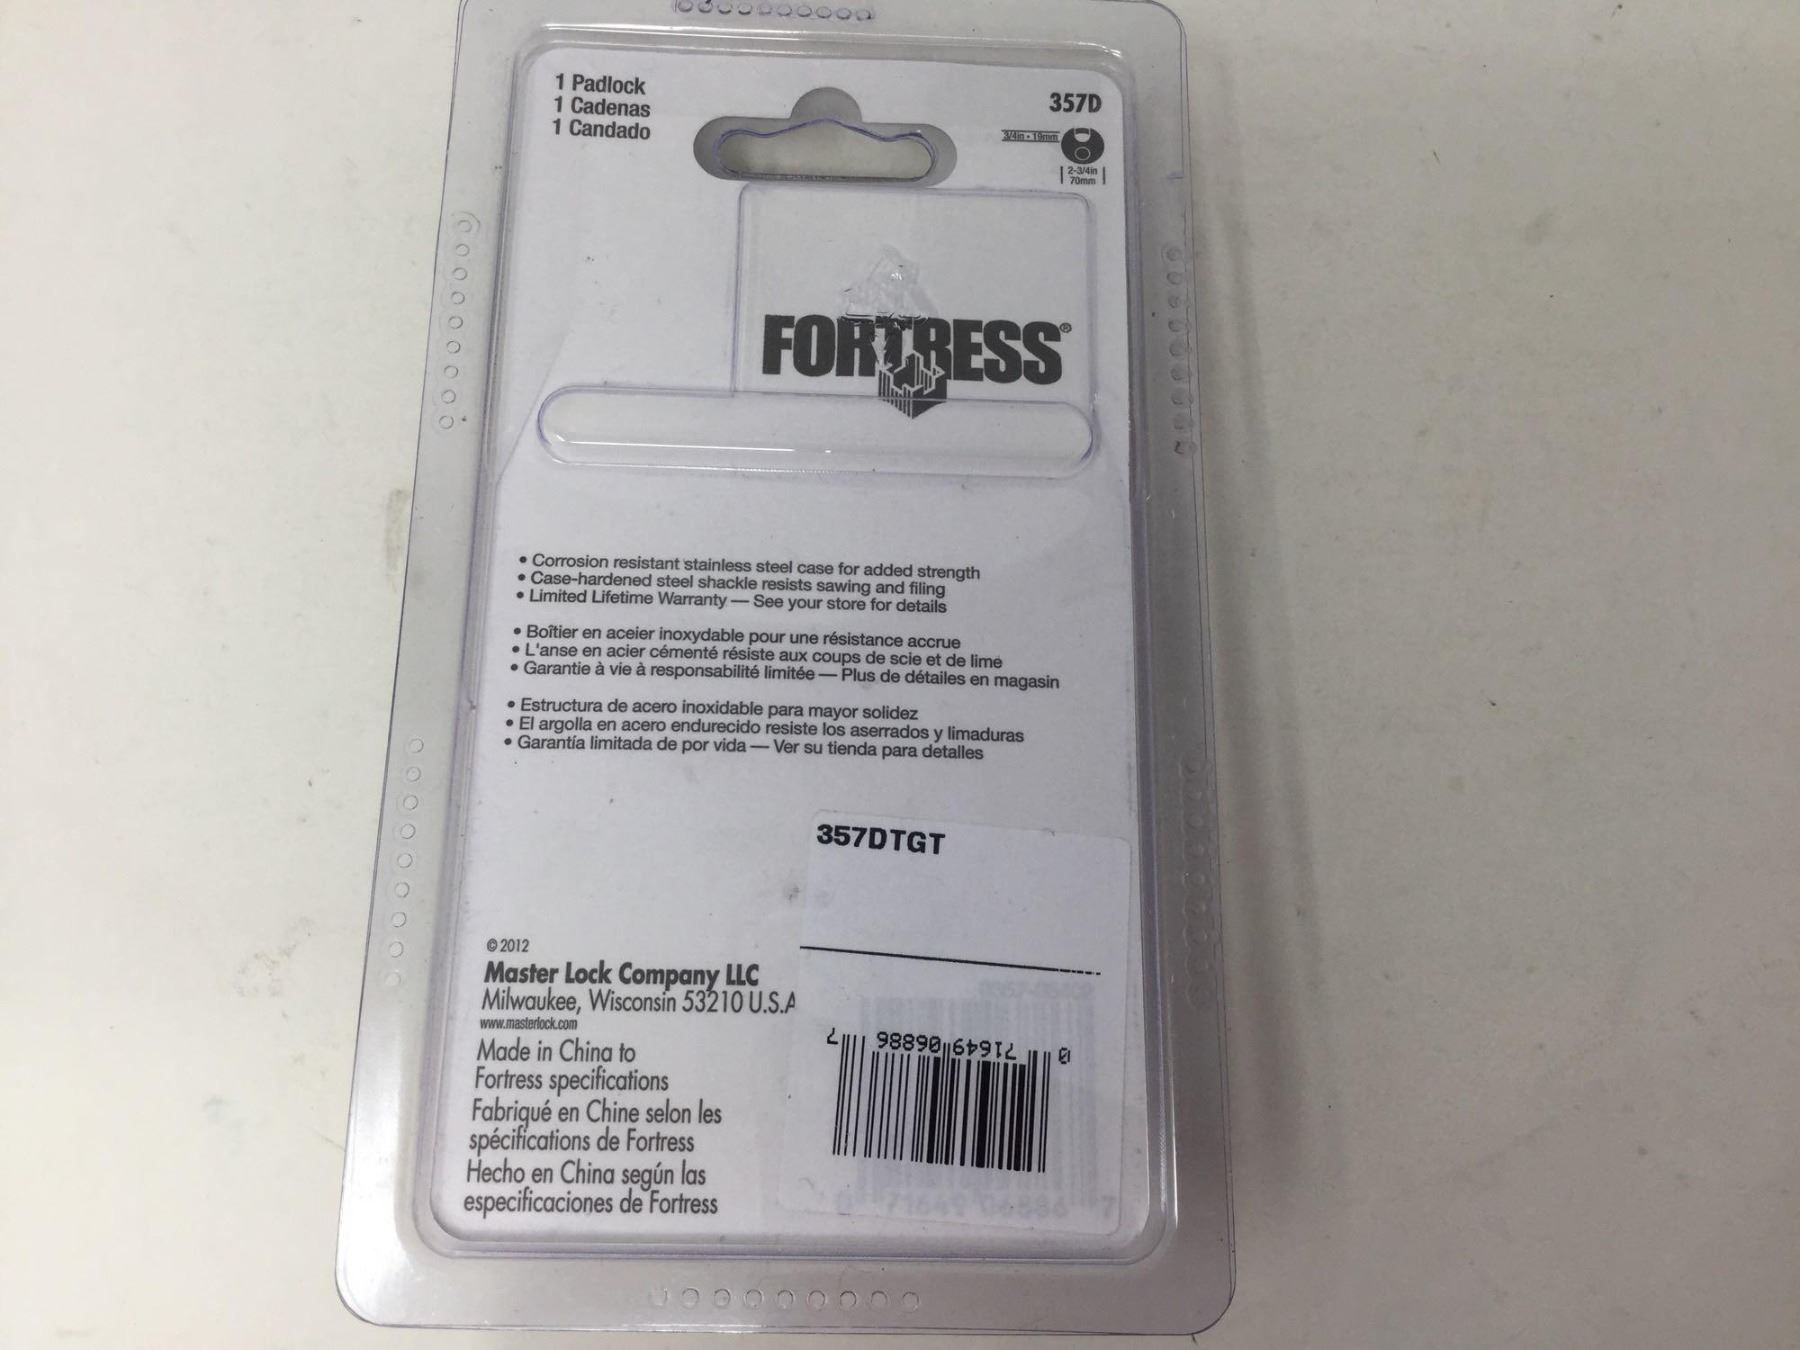 1 Padlock
1 Cadenas
1 Candado
357D
3/4in • 19mm
2-3/4in
70mm
FORTRESS®
• Corrosion resistant stainless steel case for added strength
• Case-hardened steel shackle resists sawing and filing
• Limited Lifetime Warranty — See your store for details
• Boîtier en aceier inoxydable pour une résistance accrue
• L'anse en acier cémenté résiste aux coups de scie et de lime
• Garantie à vie à responsabilité limitée — Plus de détailes en magasin
• Estructura de acero inoxidable para mayor solidez
• El argolla en acero endurecido resiste los aserrados y limaduras
• Garantía limitada de por vida — Ver su tienda para detalles
357DTGT
© 2012
Master Lock Company LLC
Milwaukee, Wisconsin 53210 U.S.A
www.masterlock.com
Made in China to
Fortress specifications
Fabriqué en Chine selon les
spécifications de Fortress
Hecho en China según las
especificaciones de Fortress
0 71649 06886 7